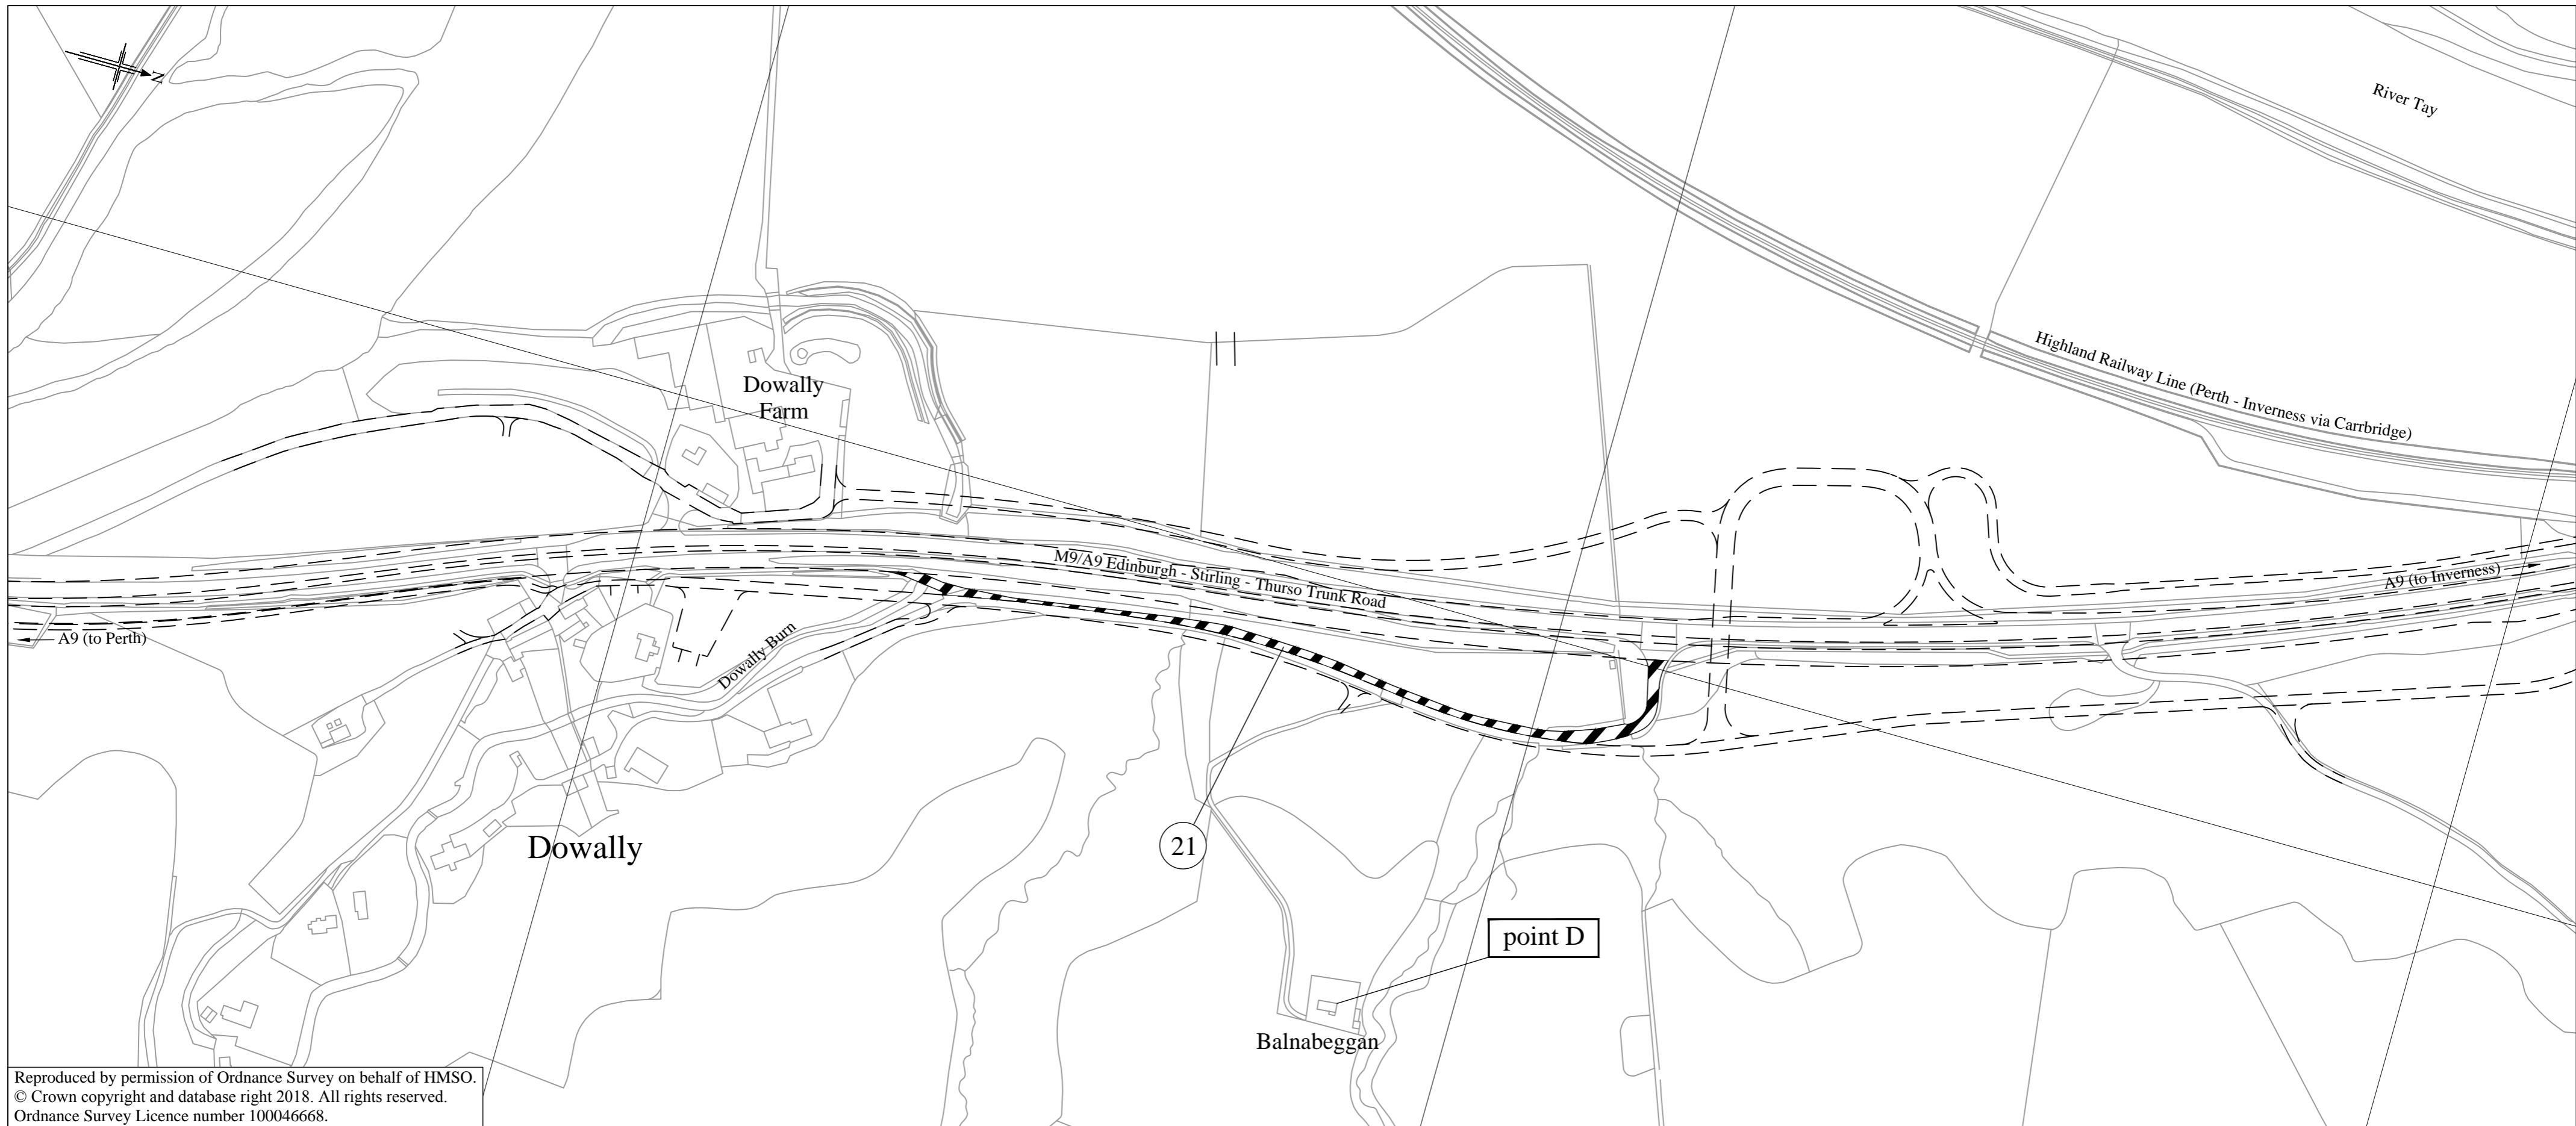 N
River Tay
Highland Railway Line (Perth - Inverness via Carrbridge)
Dowally
Farm
M9/A9 Edinburgh - Stirling - Thurso Trunk Road
A9 (to Inverness)
A9 (to Perth)
Dowally Burn
21
Dowally
point D
Balnabeggan
Reproduced by permission of Ordnance Survey on behalf of HMSO.
© Crown copyright and database right 2018. All rights reserved.
Ordnance Survey Licence number 100046668.